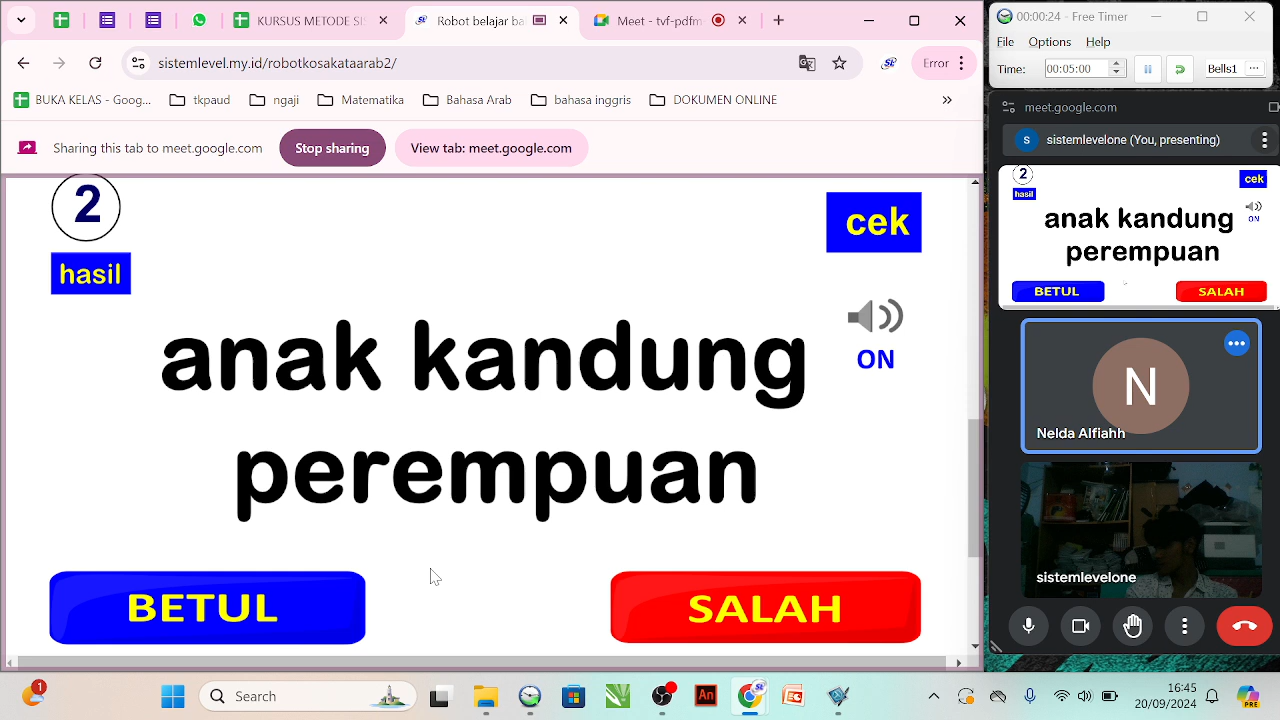 KURSUS METODE SI
Robot belajar ba
Meet - tvf-pdfm
sistemlevel.my.id/robotkosakataarab2/
Error
BUKA KELAS - Goog...
tkpaud
ngaji
Matematika
Bahasa Arab
bahasa inggris
DOKUMEN ONLINE
Sharing this tab to meet.google.com
Stop sharing
View tab: meet.google.com
2
cek
hasil
anak kandung
perempuan
ON
BETUL
SALAH
00:00:24 - Free Timer
File Options Help
Time: 00:05:00 Bells1 ...
meet.google.com
s
sistemlevelone (You, presenting)
2
cek
hasil
anak kandung
perempuan
ON
BETUL
SALAH
N
Nelda Alfiahh
sistemlevelone
1
Search
An
16:45
20/09/2024
PRE